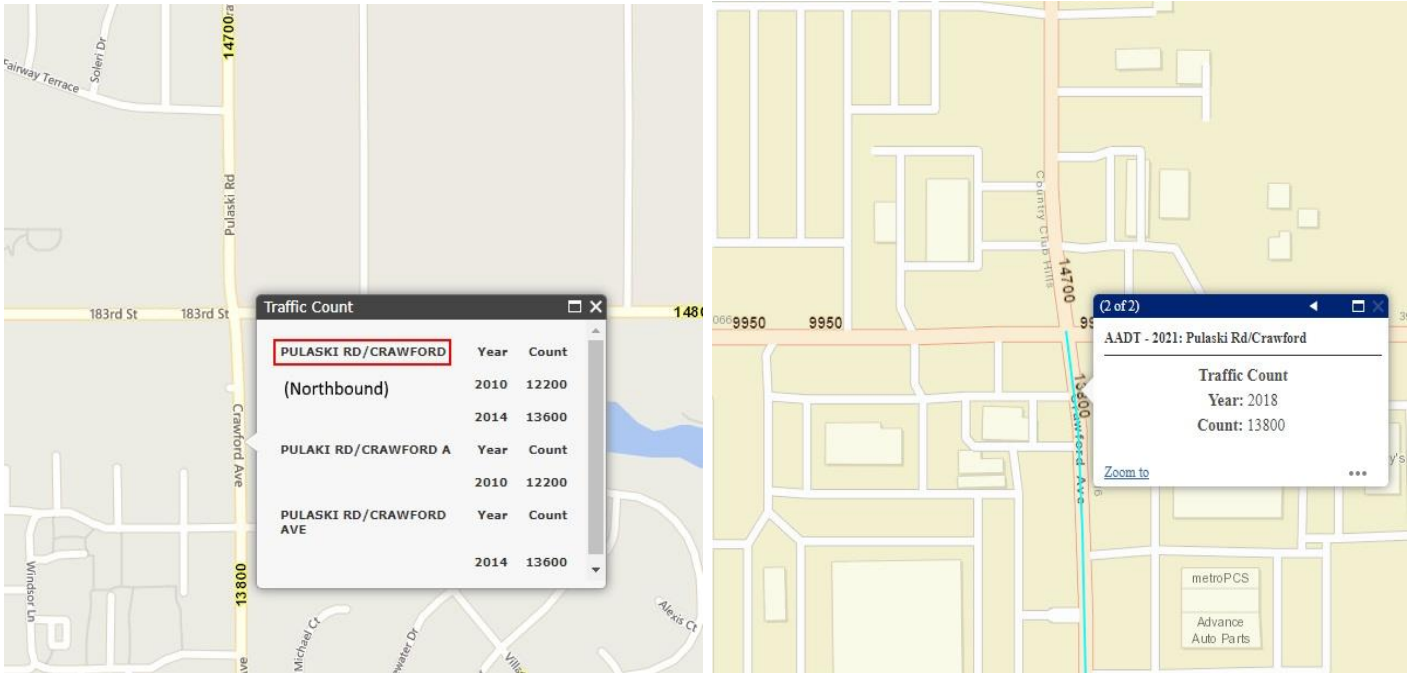 14700
Soleri Dr
Fairway Terrace
Pulaski Rd
183rd St
183rd St
Traffic Count
PULASKI RD/CRAWFORD Year Count
(Northbound) 2010 12200
2014 13600
PULAKI RD/CRAWFORD A Year Count
2010 12200
PULASKI RD/CRAWFORD Year Count
AVE
2014 13600
Crawford Ave
13800
Windsor Ln
Michael Ct
Alexis Ct
Country Club Hills
14700
9950
9950
(2 of 2)
AADT - 2021: Pulaski Rd/Crawford
Traffic Count
Year: 2018
Count: 13800
Zoom to
13800
Crawford Ave
metroPCS
Advance
Auto Parts